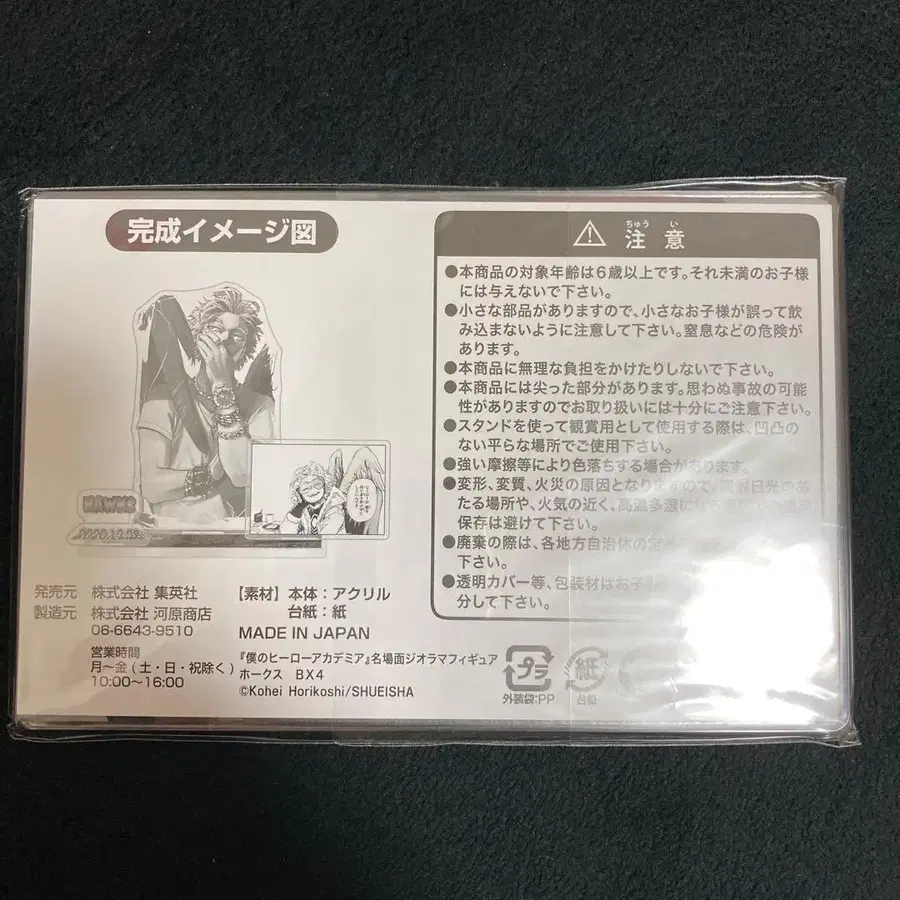 完成イメージ図
HAWKS
発売元 株式会社 集英社
製造元 株式会社 河原商店
06-6643-9510
営業時間
月～金(土・日・祝除く)
10:00～16:00
【素材】本体：アクリル
台紙：紙
MADE IN JAPAN
『僕のヒーローアカデミア』名場面ジオラマフィギュア
ホークス BX4
©Kohei Horikoshi/SHUEISHA
ちゅう い
注意
●本商品の対象年齢は6歳以上です。それ未満のお子様
には与えないで下さい。
●小さな部品がありますので、小さなお子様が誤って飲
み込まないように注意して下さい。窒息などの危険が
あります。
●本商品に無理な負担をかけたりしないで下さい。
●本商品には尖った部分があります。思わぬ事故の可能
性がありますのでお取り扱いには十分にご注意下さい。
●スタンドを使って観賞用として使用する際は、凹凸の
ない平らな場所でご使用下さい。
●強い摩擦等により色落ちする場合があります。
●変形、変質、火災の原因となりますので、
たる場所や、火気の近く、高温多湿にな
保存は避けて下さい。
●廃棄の際は、各地方自治体の
下さい。
●透明カバー等、包装材はお子
分して下さい。
プラ
外装袋:PP
紙
台紙